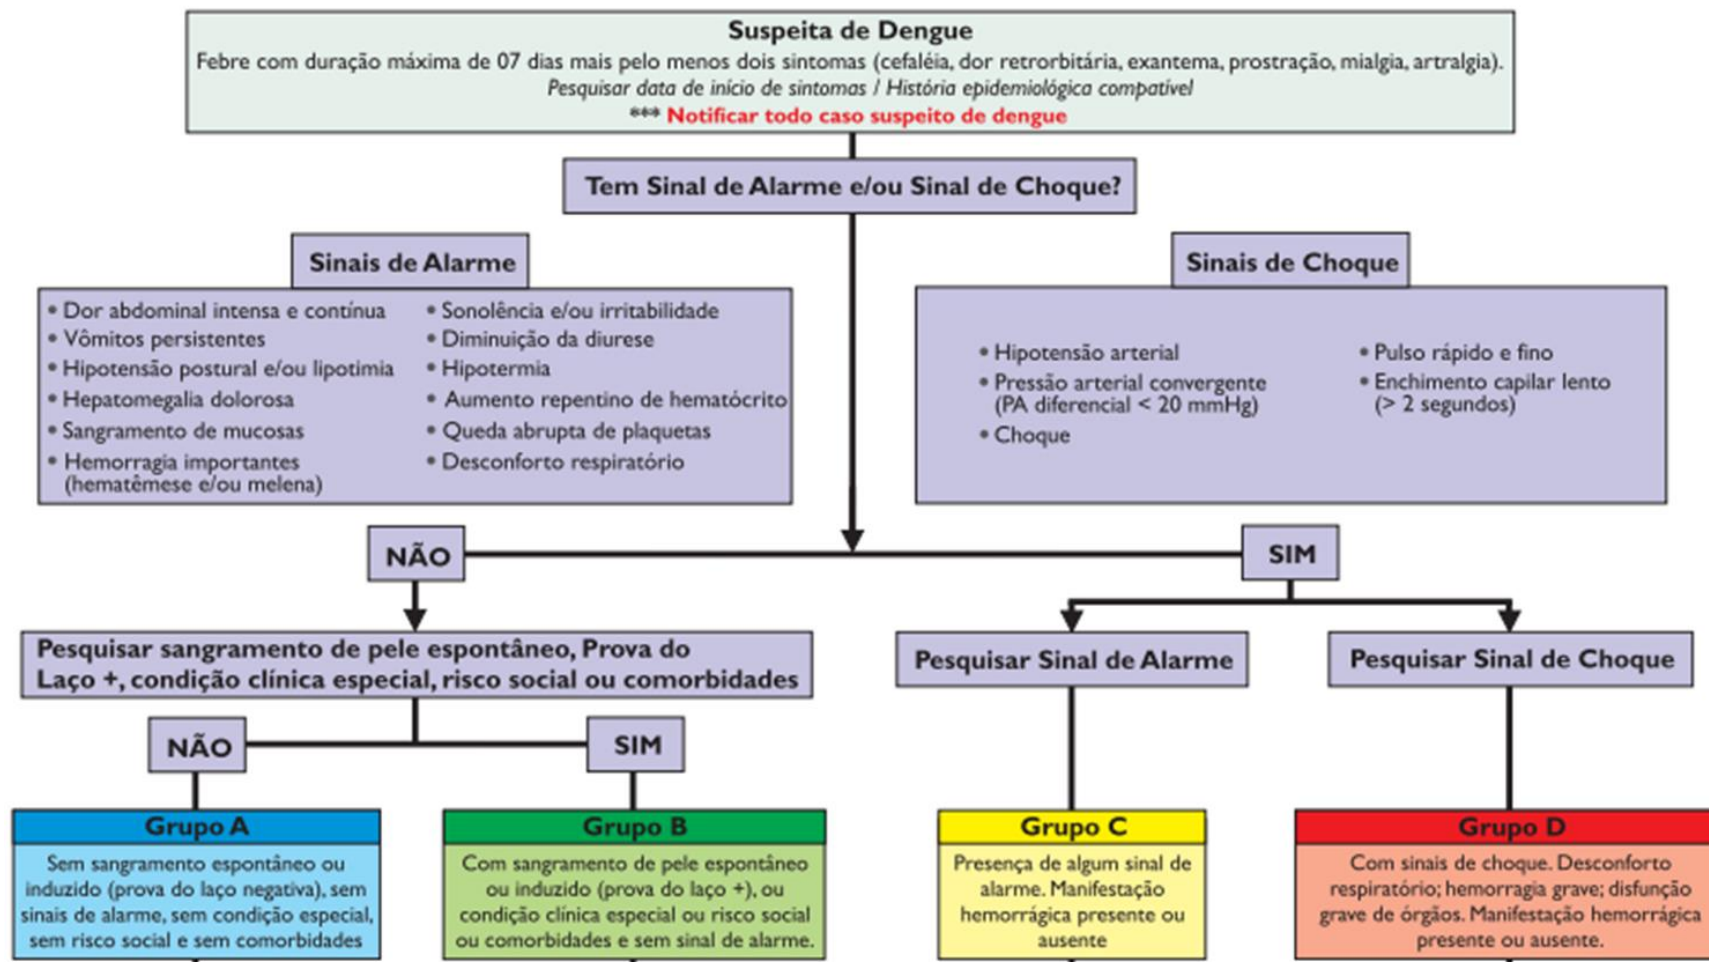 Suspeita de Dengue
Febre com duração máxima de 07 dias mais pelo menos dois sintomas (cefaléia, dor retrorbitária, exantema, prostração, mialgia, artralgia).
Pesquisar data de início de sintomas / História epidemiológica compatível
*** Notificar todo caso suspeito de dengue
Tem Sinal de Alarme e/ou Sinal de Choque?
Sinais de Alarme
• Dor abdominal intensa e contínua
• Vômitos persistentes
• Hipotensão postural e/ou lipotimia
• Hepatomegalia dolorosa
• Sangramento de mucosas
• Hemorragia importantes
(hematêmese e/ou melena)
• Sonolência e/ou irritabilidade
• Diminuição da diurese
• Hipotermia
• Aumento repentino de hematócrito
• Queda abrupta de plaquetas
• Desconforto respiratório
Sinais de Choque
• Hipotensão arterial
• Pressão arterial convergente
(PA diferencial < 20 mmHg)
• Choque
• Pulso rápido e fino
• Enchimento capilar lento
(> 2 segundos)
NÃO
SIM
Pesquisar sangramento de pele espontâneo, Prova do
Laço +, condição clínica especial, risco social ou comorbidades
Pesquisar Sinal de Alarme
Pesquisar Sinal de Choque
NÃO
SIM
Grupo A
Sem sangramento espontâneo ou
induzido (prova do laço negativa), sem
sinais de alarme, sem condição especial,
sem risco social e sem comorbidades
Grupo B
Com sangramento de pele espontâneo
ou induzido (prova do laço +), ou
condição clínica especial ou risco social
ou comorbidades e sem sinal de alarme.
Grupo C
Presença de algum sinal de
alarme. Manifestação
hemorrágica presente ou
ausente
Grupo D
Com sinais de choque. Desconforto
respiratório; hemorragia grave; disfunção
grave de órgãos. Manifestação hemorrágica
presente ou ausente.